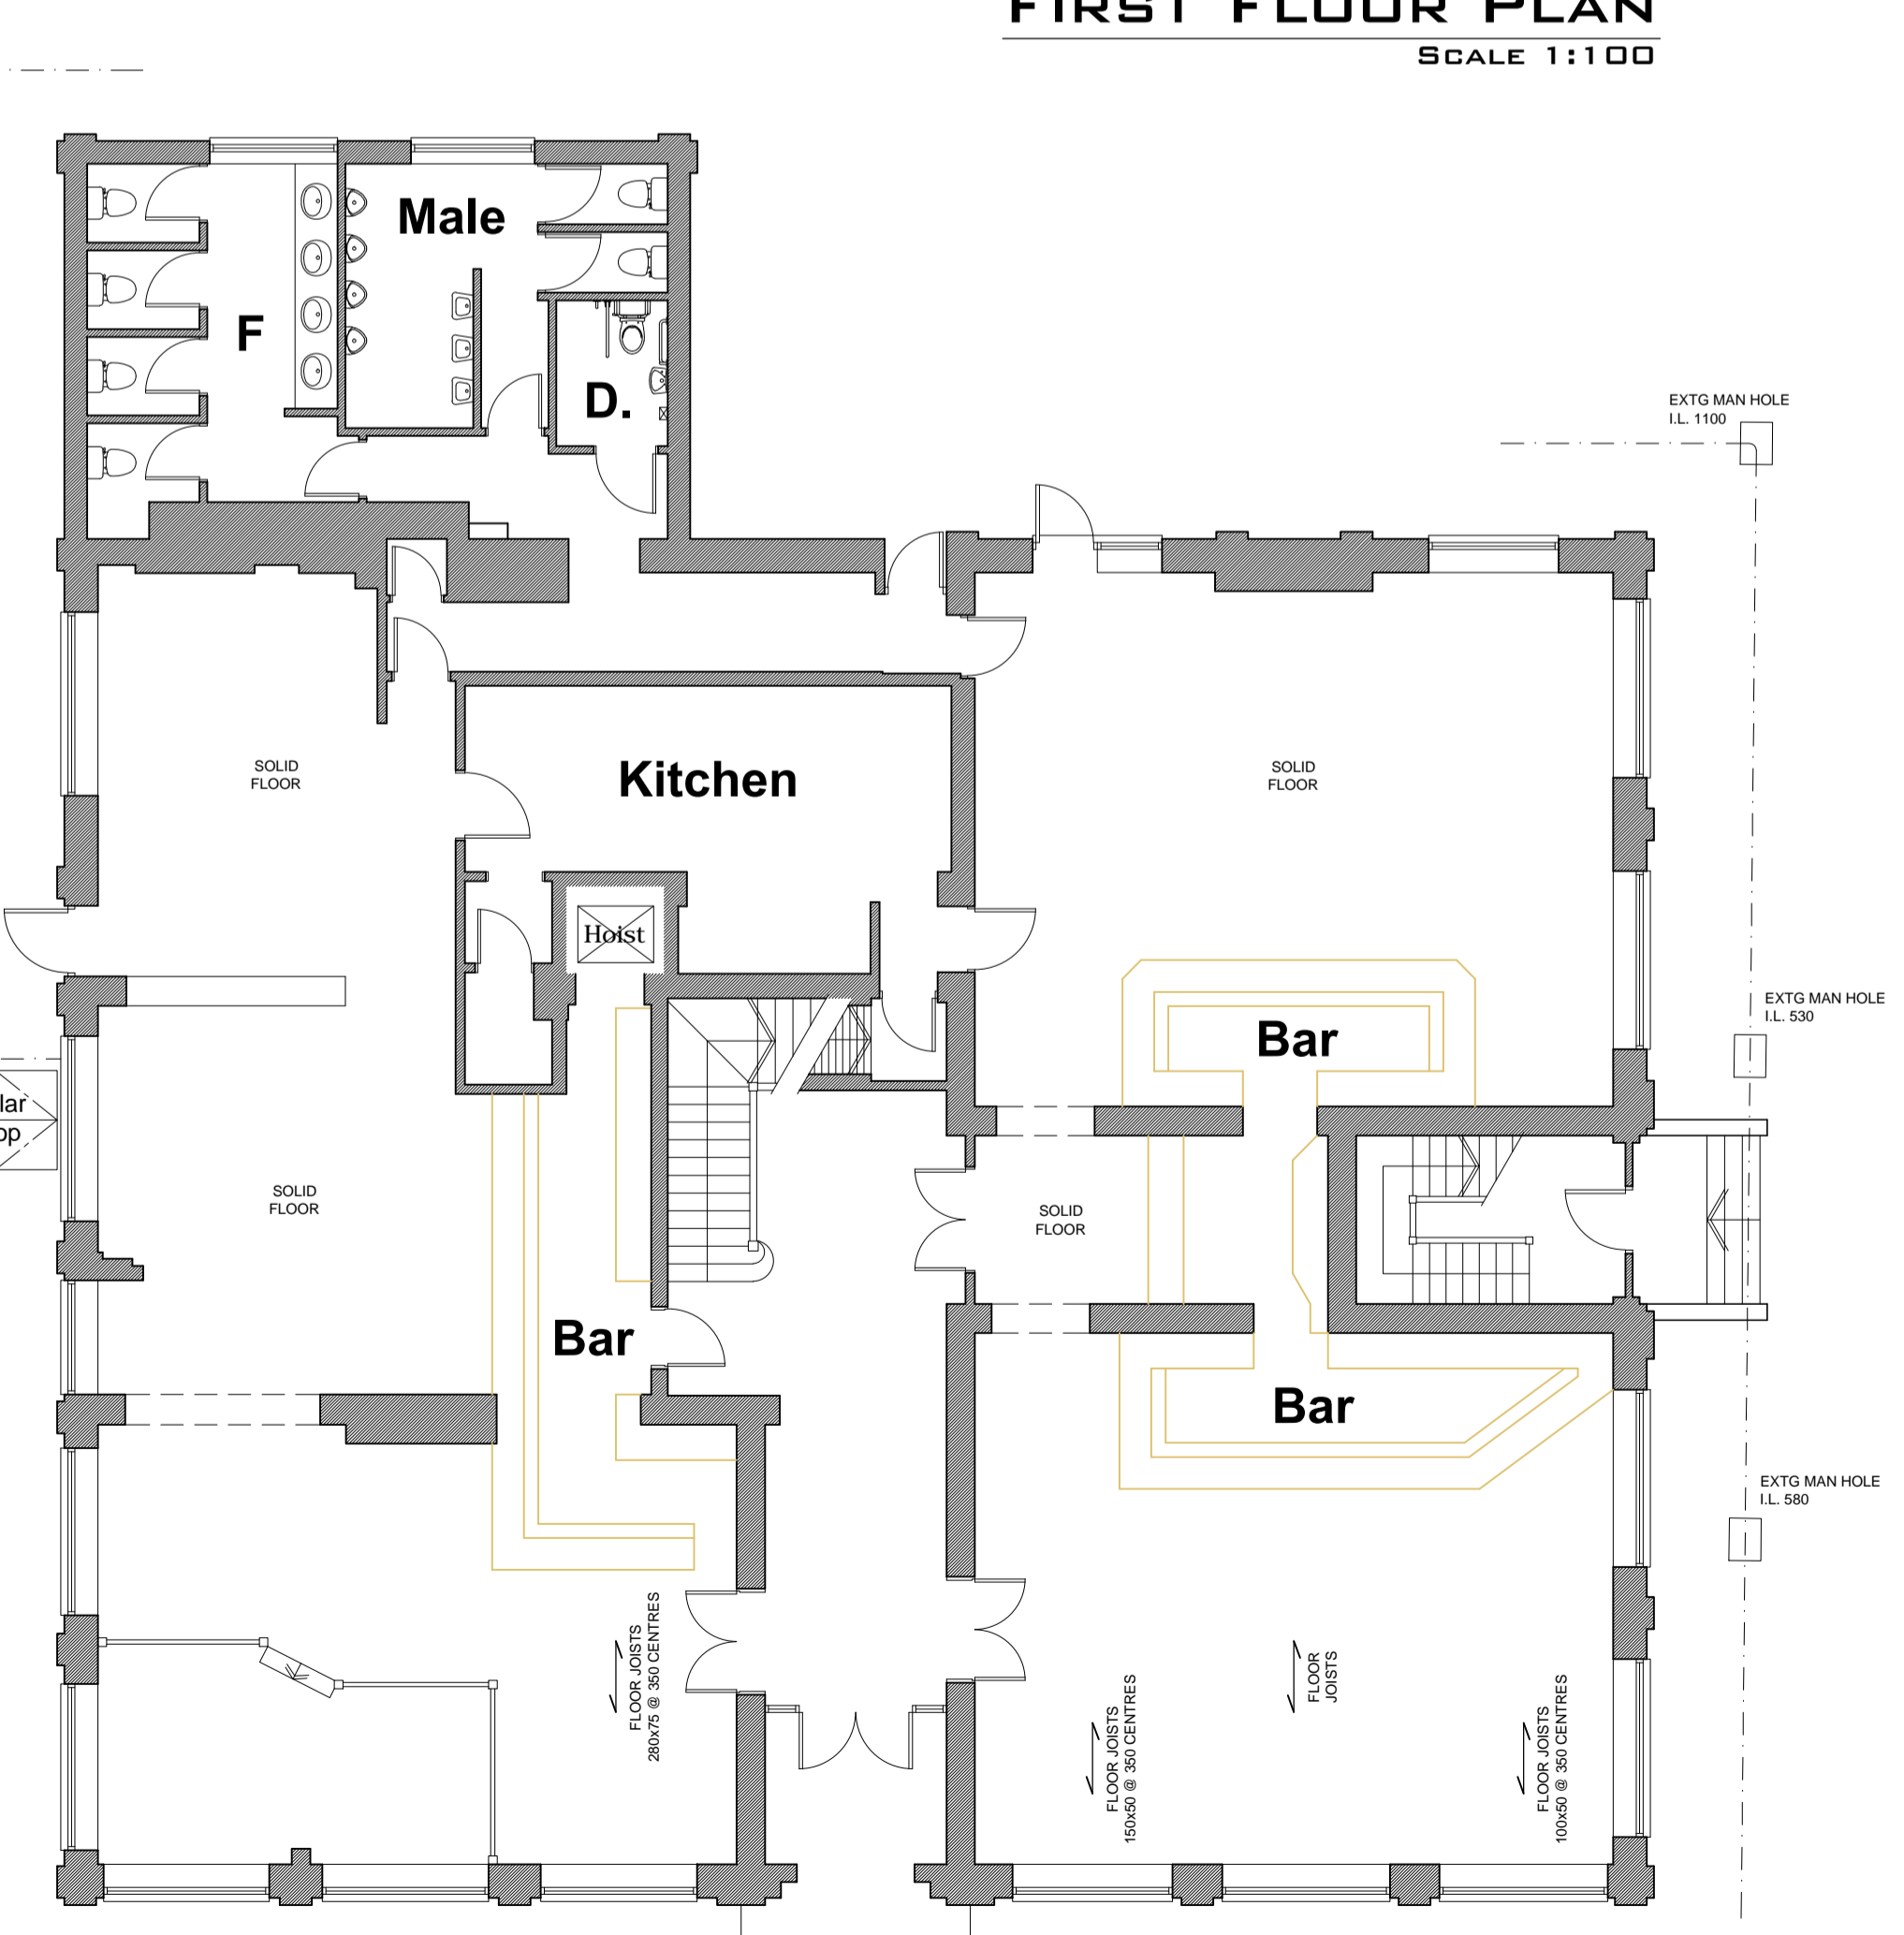 FIRST FLOOR PLAN
SCALE 1:100
Male
F
D.
EXTG MAN HOLE
I.L. 1100
SOLID
FLOOR
Kitchen
SOLID
FLOOR
Hoist
EXTG MAN HOLE
I.L. 530
Bar
lar
op
SOLID
FLOOR
SOLID
FLOOR
Bar
Bar
EXTG MAN HOLE
I.L. 580
FLOOR JOISTS
280x75 @ 350 CENTRES
FLOOR
JOISTS
FLOOR JOISTS
150x50 @ 350 CENTRES
FLOOR JOISTS
100x50 @ 350 CENTRES